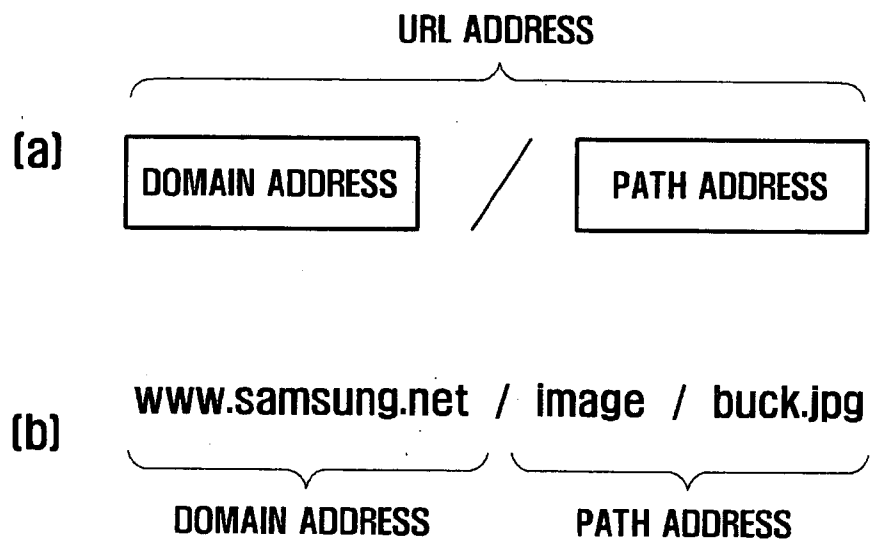 URL ADDRESS
(a)
DOMAIN ADDRESS / PATH ADDRESS
(b)
www.samsung.net / image / buck.jpg
DOMAIN ADDRESS PATH ADDRESS